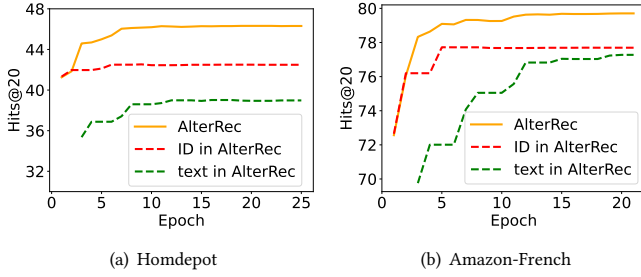 48
44
40
36
32
Hits@20
AlterRec
ID in AlterRec
text in AlterRec
0 5 10 15 20 25
Epoch
(a) Homdepot
80
78
76
74
72
70
Hits@20
AlterRec
ID in AlterRec
text in AlterRec
0 5 10 15 20
Epoch
(b) Amazon-French